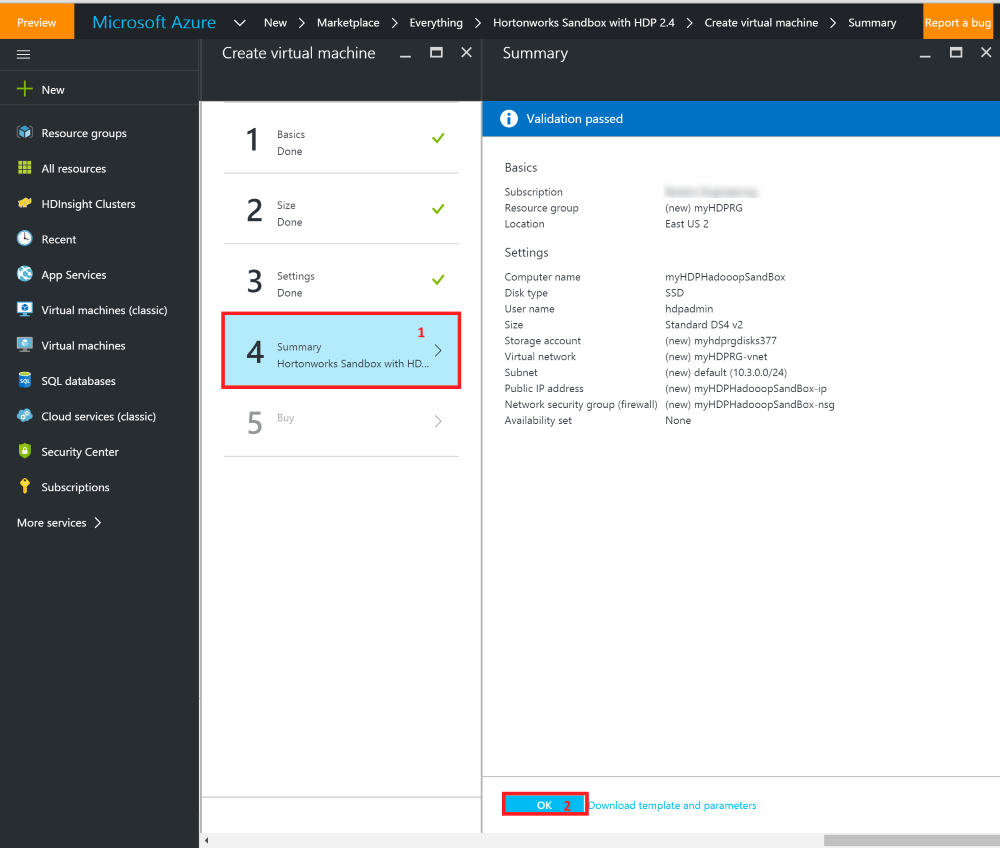 Preview
Microsoft Azure
New
Marketplace
Everything
Hortonworks Sandbox with HDP 2.4
Create virtual machine
Summary
Report a bug
New
Resource groups
All resources
HDInsight Clusters
Recent
App Services
Virtual machines (classic)
Virtual machines
SQL databases
Cloud services (classic)
Security Center
Subscriptions
More services
Create virtual machine
1 Basics
Done
2 Size
Done
3 Settings
Done
1
4 Summary
Hortonworks Sandbox with HD...
5 Buy
Summary
Validation passed
Basics
Subscription
Resource group (new) myHDPRG
Location East US 2
Settings
Computer name myHDPHadooopSandBox
Disk type SSD
User name hdpadmin
Size Standard DS4 v2
Storage account (new) myhdprgdisks377
Virtual network (new) myHDPRG-vnet
Subnet (new) default (10.3.0.0/24)
Public IP address (new) myHDPHadooopSandBox-ip
Network security group (firewall) (new) myHDPHadooopSandBox-nsg
Availability set None
OK 2 Download template and parameters